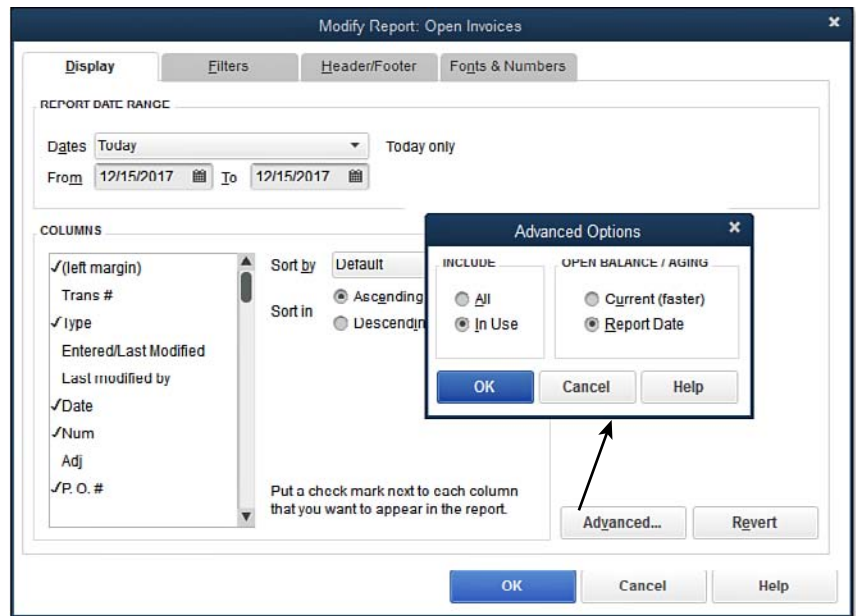 Modify Report: Open Invoices
Display Filters Header/Footer Fonts & Numbers
REPORT DATE RANGE
Dates Today Today only
From 12/15/2017 To 12/15/2017
COLUMNS
(left margin)
Trans #
Type
Entered/Last Modified
Last modified by
Date
Num
Adj
P. O. #
Sort by Default
Sort in Ascending
Descendin
Put a check mark next to each column
that you want to appear in the report.
Advanced Options
INCLUDE OPEN BALANCE / AGING
All Current (faster)
In Use Report Date
OK Cancel Help
Advanced... Revert
OK Cancel Help